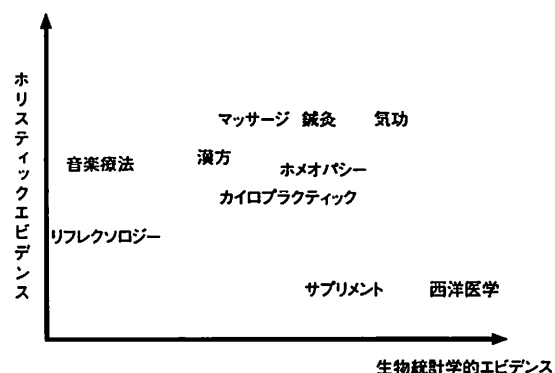 ホリスティックエビデンス
マッサージ 鍼灸 気功
音楽療法 漢方 ホメオパシー
カイロプラクティック
リフレクソロジー
サプリメント 西洋医学
生物統計学的エビデンス